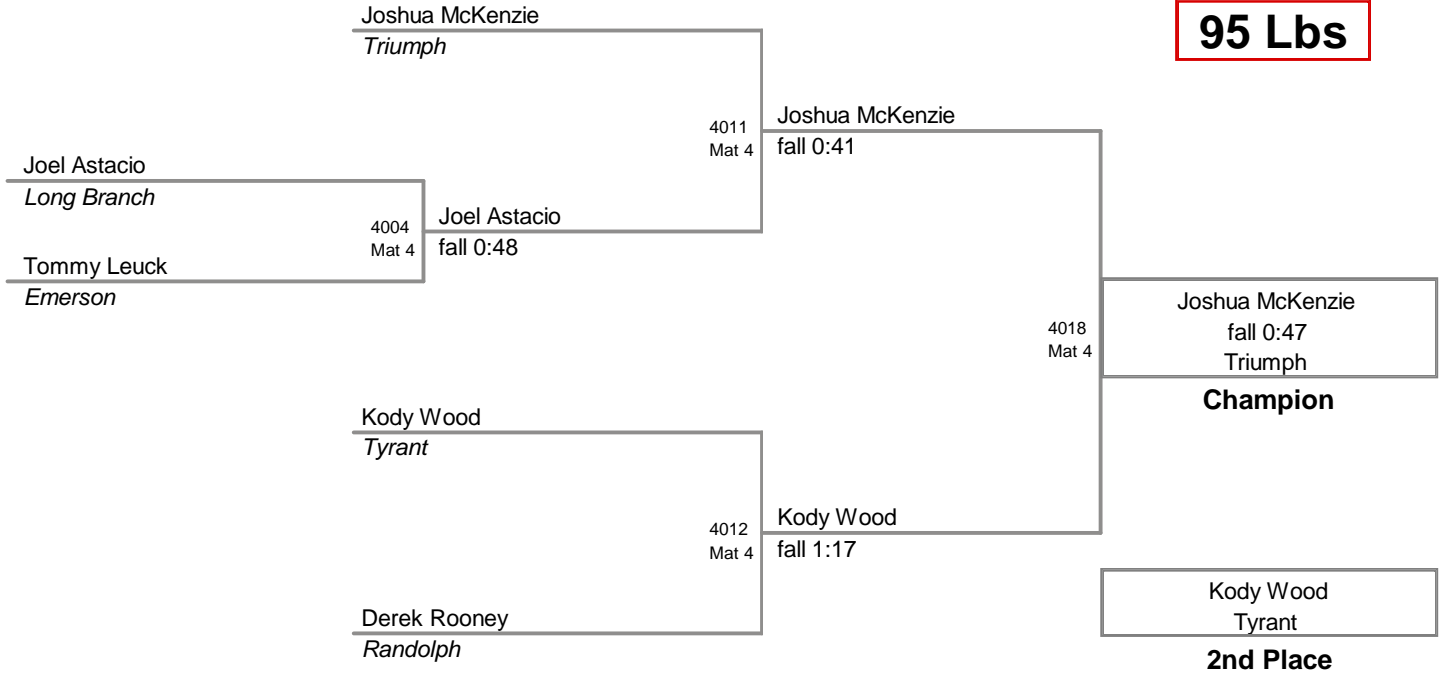 Joshua McKenzie
Triumph
95 Lbs
4011
Mat 4
Joshua McKenzie
fall 0:41
Joel Astacio
Long Branch
4004
Mat 4
Joel Astacio
fall 0:48
Tommy Leuck
Emerson
4018
Mat 4
Joshua McKenzie
fall 0:47
Triumph
Champion
Kody Wood
Tyrant
4012
Mat 4
Kody Wood
fall 1:17
Derek Rooney
Randolph
Kody Wood
Tyrant
2nd Place